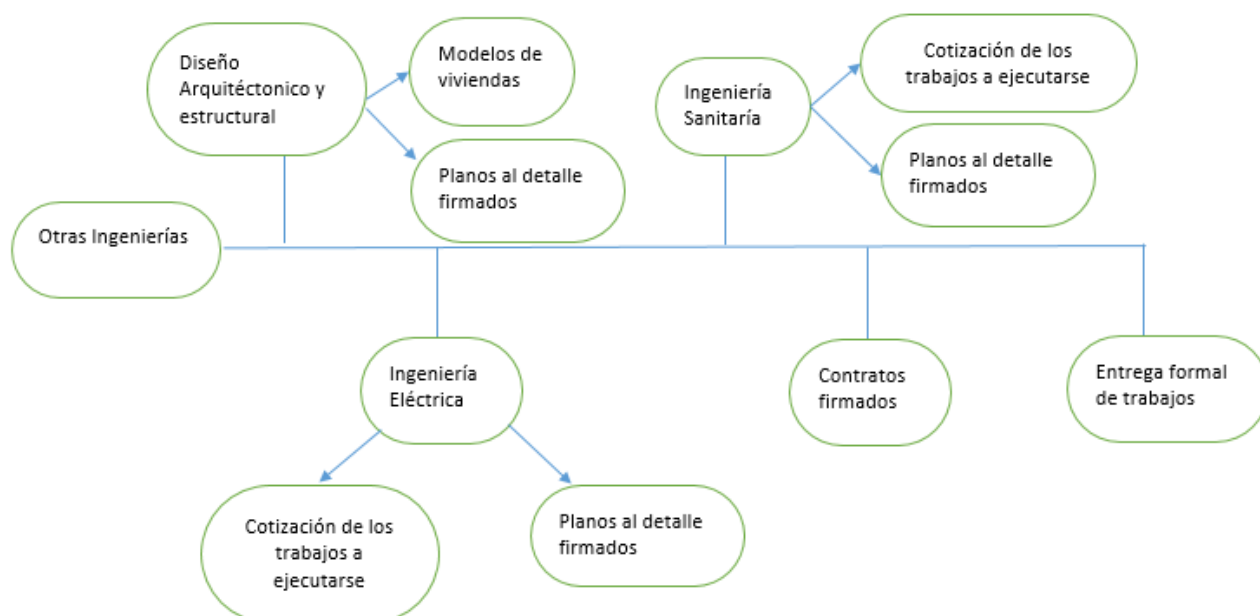 Diseño
Arquitéctonico y
estructural
Modelos de
viviendas
Planos al detalle
firmados
Ingeniería
Sanitaría
Cotización de los
trabajos a ejecutarse
Planos al detalle
firmados
Otras Ingenierías
Ingeniería
Eléctrica
Contratos
firmados
Entrega formal
de trabajos
Cotización de los
trabajos a
ejecutarse
Planos al detalle
firmados